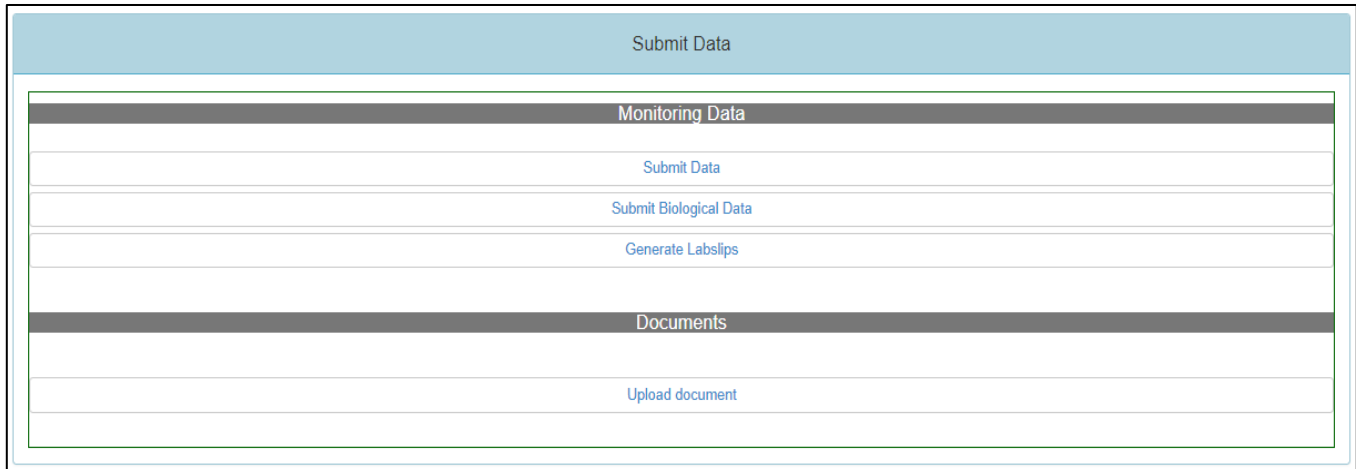 Submit Data
Monitoring Data
Submit Data
Submit Biological Data
Generate Labslips
Documents
Upload document